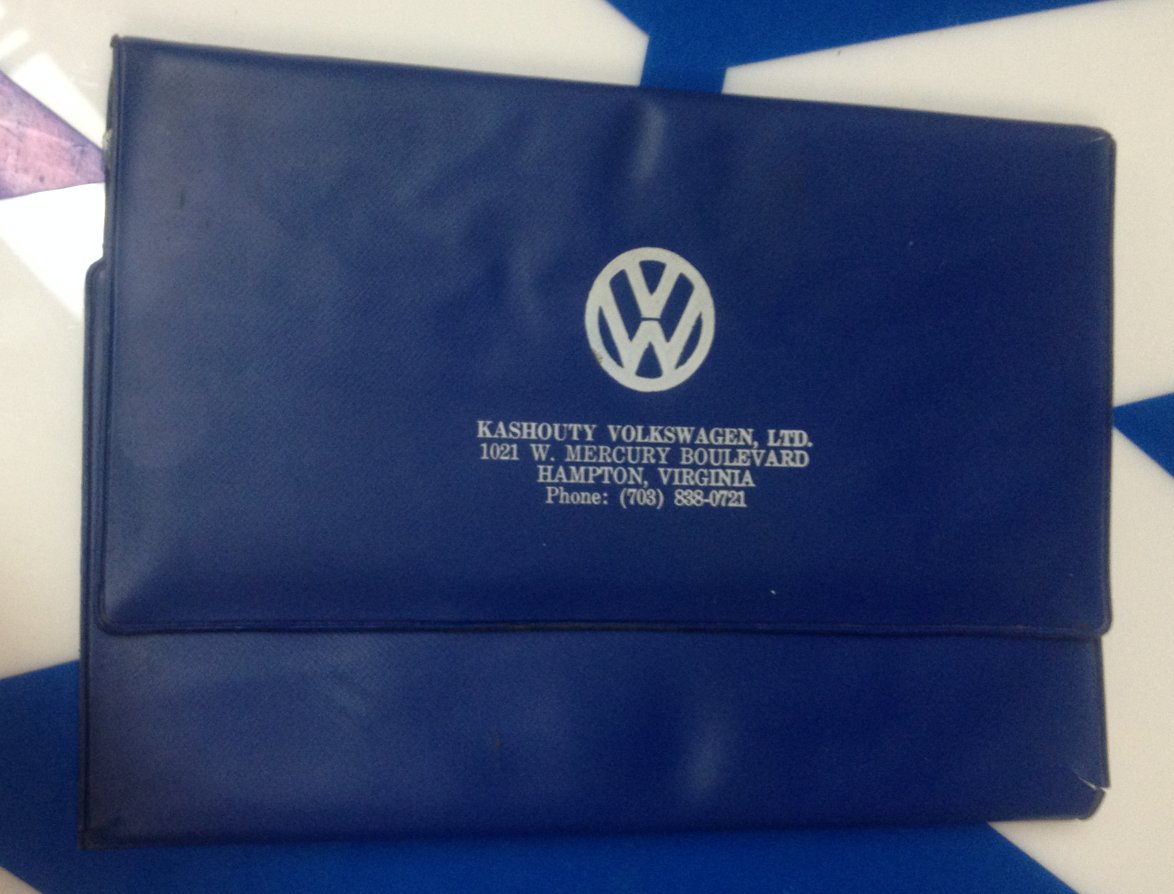 KASHOUTY VOLKSWAGEN, LTD.
1021 W. MERCURY BOULEVARD
HAMPTON, VIRGINIA
Phone: (703) 838-0721